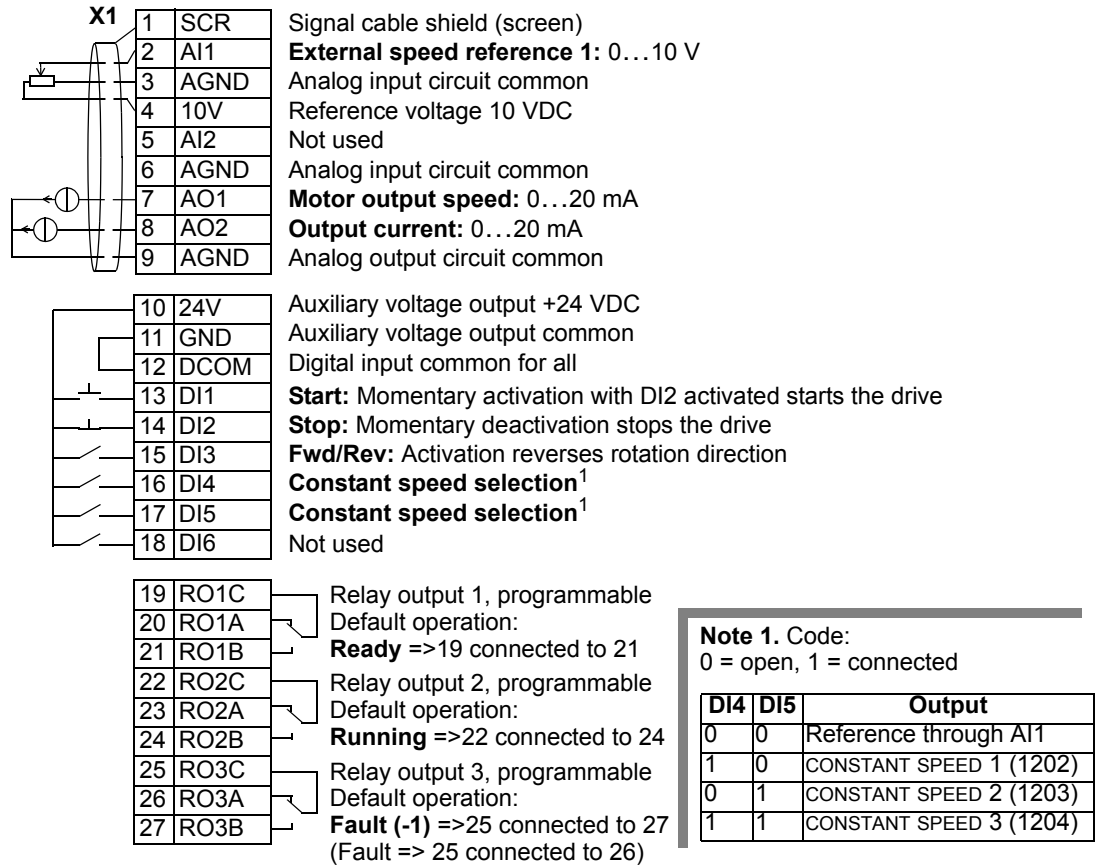 X1
1 SCR Signal cable shield (screen)
2 AI1 External speed reference 1: 0…10 V
3 AGND Analog input circuit common
4 10V Reference voltage 10 VDC
5 AI2 Not used
6 AGND Analog input circuit common
7 AO1 Motor output speed: 0…20 mA
8 AO2 Output current: 0…20 mA
9 AGND Analog output circuit common
10 24V Auxiliary voltage output +24 VDC
11 GND Auxiliary voltage output common
12 DCOM Digital input common for all
13 DI1 Start: Momentary activation with DI2 activated starts the drive
14 DI2 Stop: Momentary deactivation stops the drive
15 DI3 Fwd/Rev: Activation reverses rotation direction
16 DI4 Constant speed selection¹
17 DI5 Constant speed selection¹
18 DI6 Not used
19 RO1C Relay output 1, programmable
20 RO1A Default operation:
21 RO1B Ready =>19 connected to 21
22 RO2C Relay output 2, programmable
23 RO2A Default operation:
24 RO2B Running =>22 connected to 24
25 RO3C Relay output 3, programmable
26 RO3A Default operation:
27 RO3B Fault (-1) =>25 connected to 27
(Fault => 25 connected to 26)
Note 1. Code:
0 = open, 1 = connected
DI4 DI5 Output
0 0 Reference through AI1
1 0 CONSTANT SPEED 1 (1202)
0 1 CONSTANT SPEED 2 (1203)
1 1 CONSTANT SPEED 3 (1204)